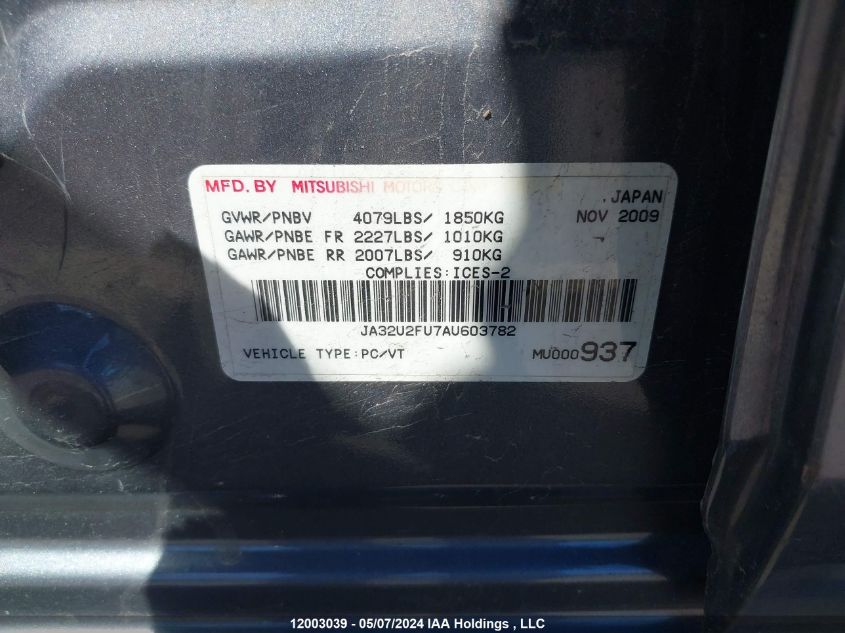 MFD. BY MITSUBISHI MOTORS CORP.
, JAPAN
GVWR/PNBV 4079LBS/ 1850KG NOV 2009
GAWR/PNBE FR 2227LBS/ 1010KG
GAWR/PNBE RR 2007LBS/ 910KG
COMPLIES:ICES-2
JA32U2FU7AU603782
VEHICLE TYPE:PC/VT MU000937
12003039 - 05/07/2024 IAA Holdings , LLC